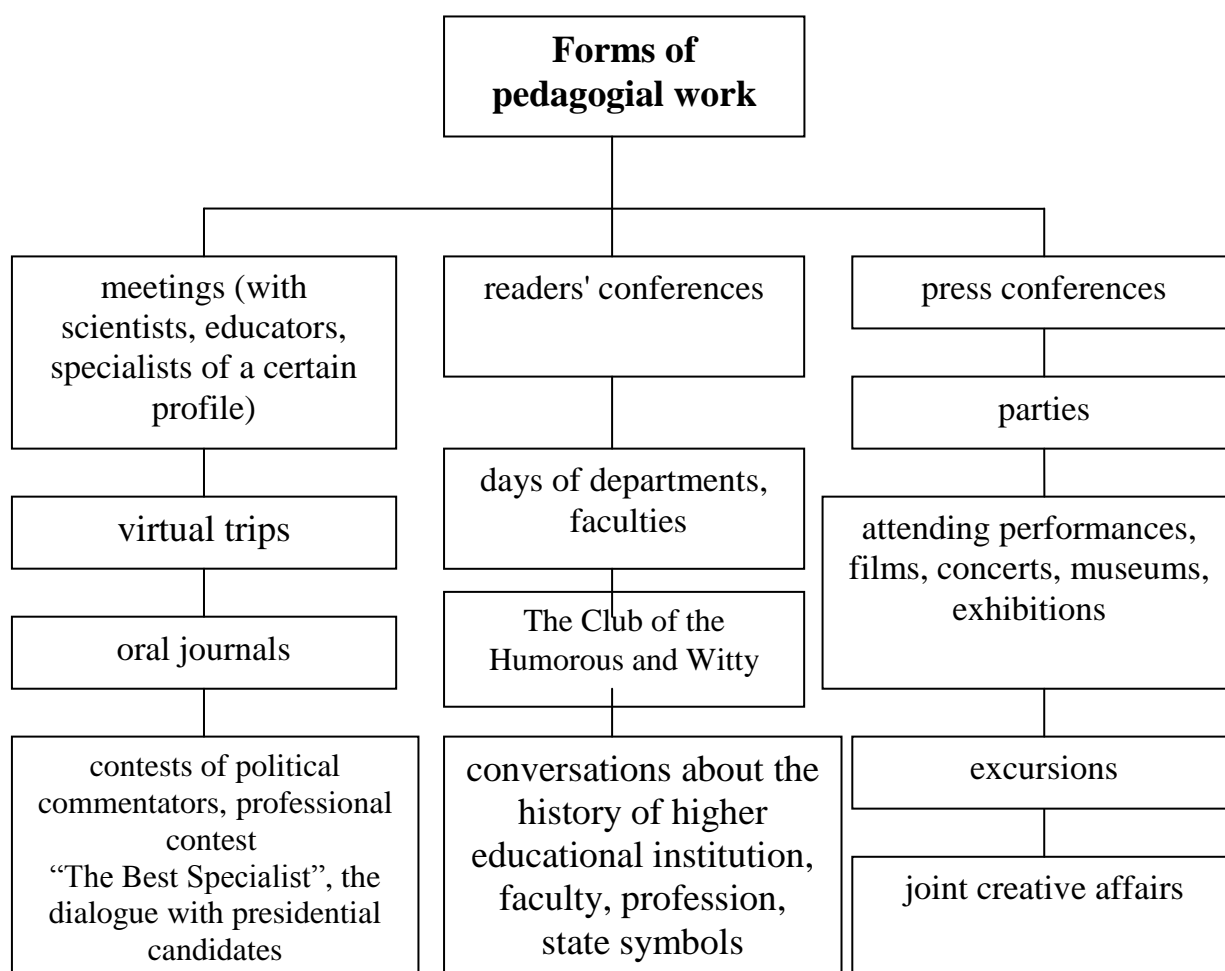 Forms of
pedagogial work
meetings (with
scientists, educators,
specialists of a certain
profile)
virtual trips
oral journals
contests of political
commentators, professional
contest
“The Best Specialist”, the
dialogue with presidential
candidates
readers' conferences
days of departments,
faculties
The Club of the
Humorous and Witty
conversations about the
history of higher
educational institution,
faculty, profession,
state symbols
press conferences
parties
attending performances,
films, concerts, museums,
exhibitions
excursions
joint creative affairs